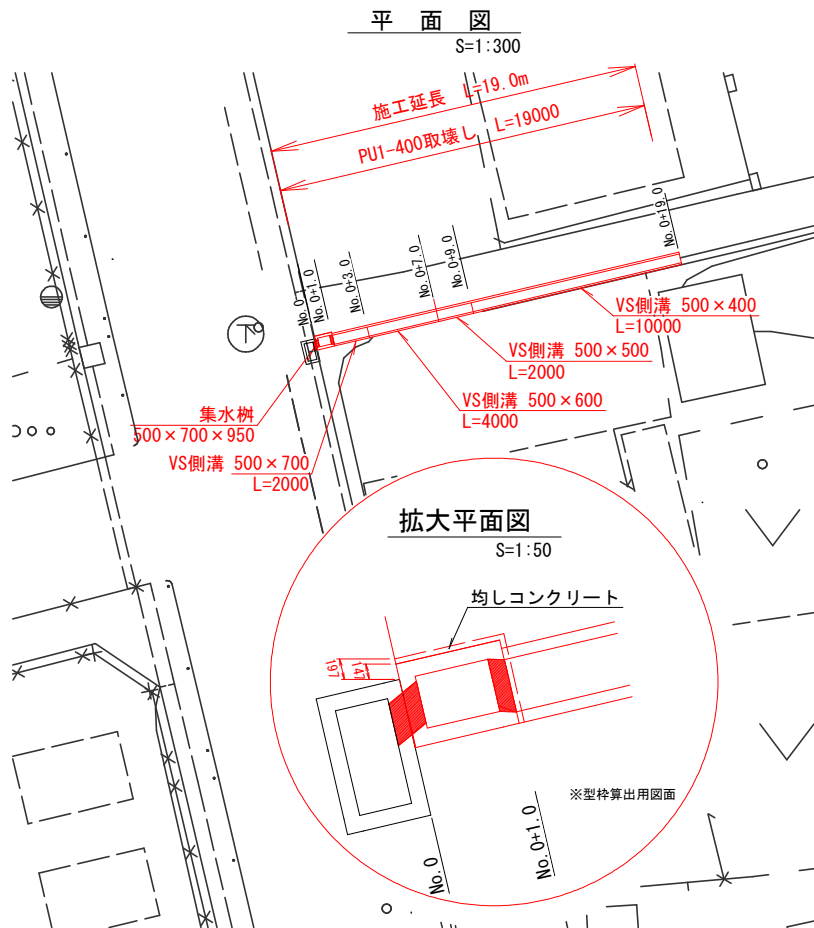 平　面　図
S=1:300
施工延長　L=19.0m
PU1-400取壊し　L=19000
No.0
No.0+1.0
No.0+3.0
No.0+7.0
No.0+9.0
No.0+19.0
VS側溝 500×400
L=10000
VS側溝 500×500
L=2000
VS側溝 500×600
L=4000
集水桝
500×700×950
VS側溝 500×700
L=2000
下
拡大平面図
S=1:50
均しコンクリート
197
147
※型枠算出用図面
No.0
No.0+1.0